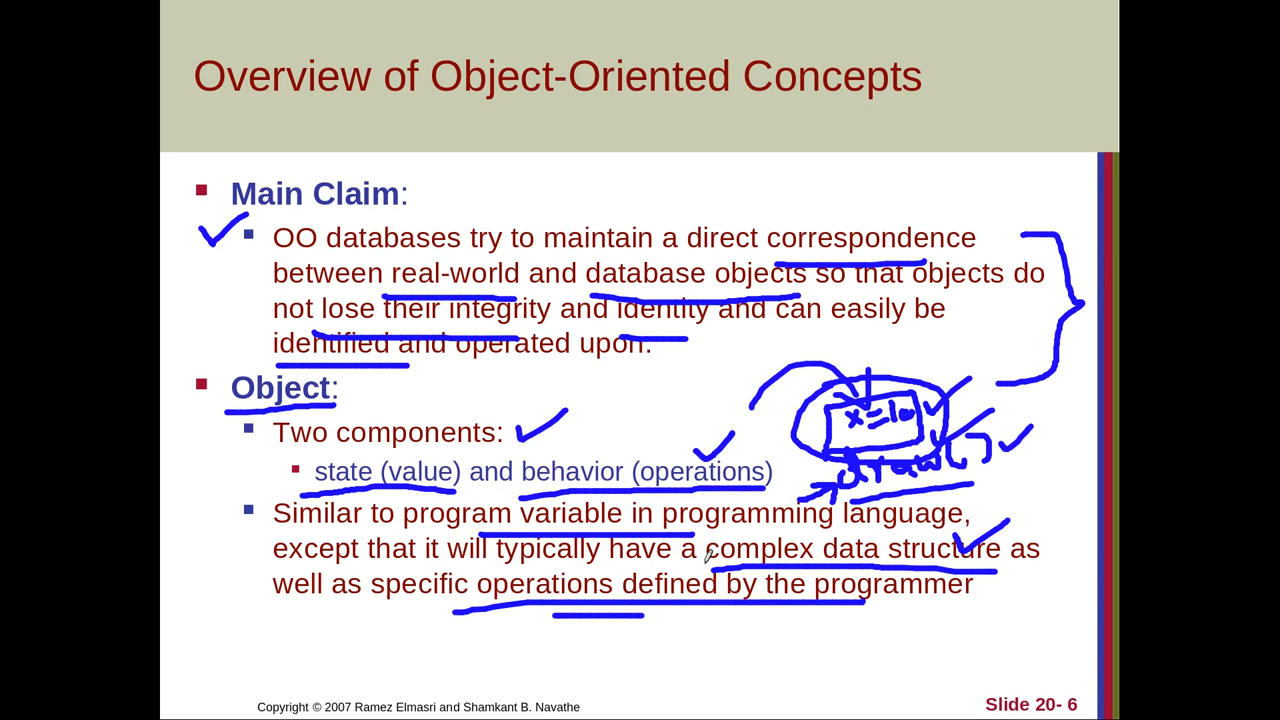 Overview of Object-Oriented Concepts
Main Claim:
OO databases try to maintain a direct correspondence
between real-world and database objects so that objects do
not lose their integrity and identity and can easily be
identified and operated upon.
Object:
x=10
Two components:
state (value) and behavior (operations)
draw()
Similar to program variable in programming language,
except that it will typically have a complex data structure as
well as specific operations defined by the programmer
Copyright © 2007 Ramez Elmasri and Shamkant B. Navathe
Slide 20- 6